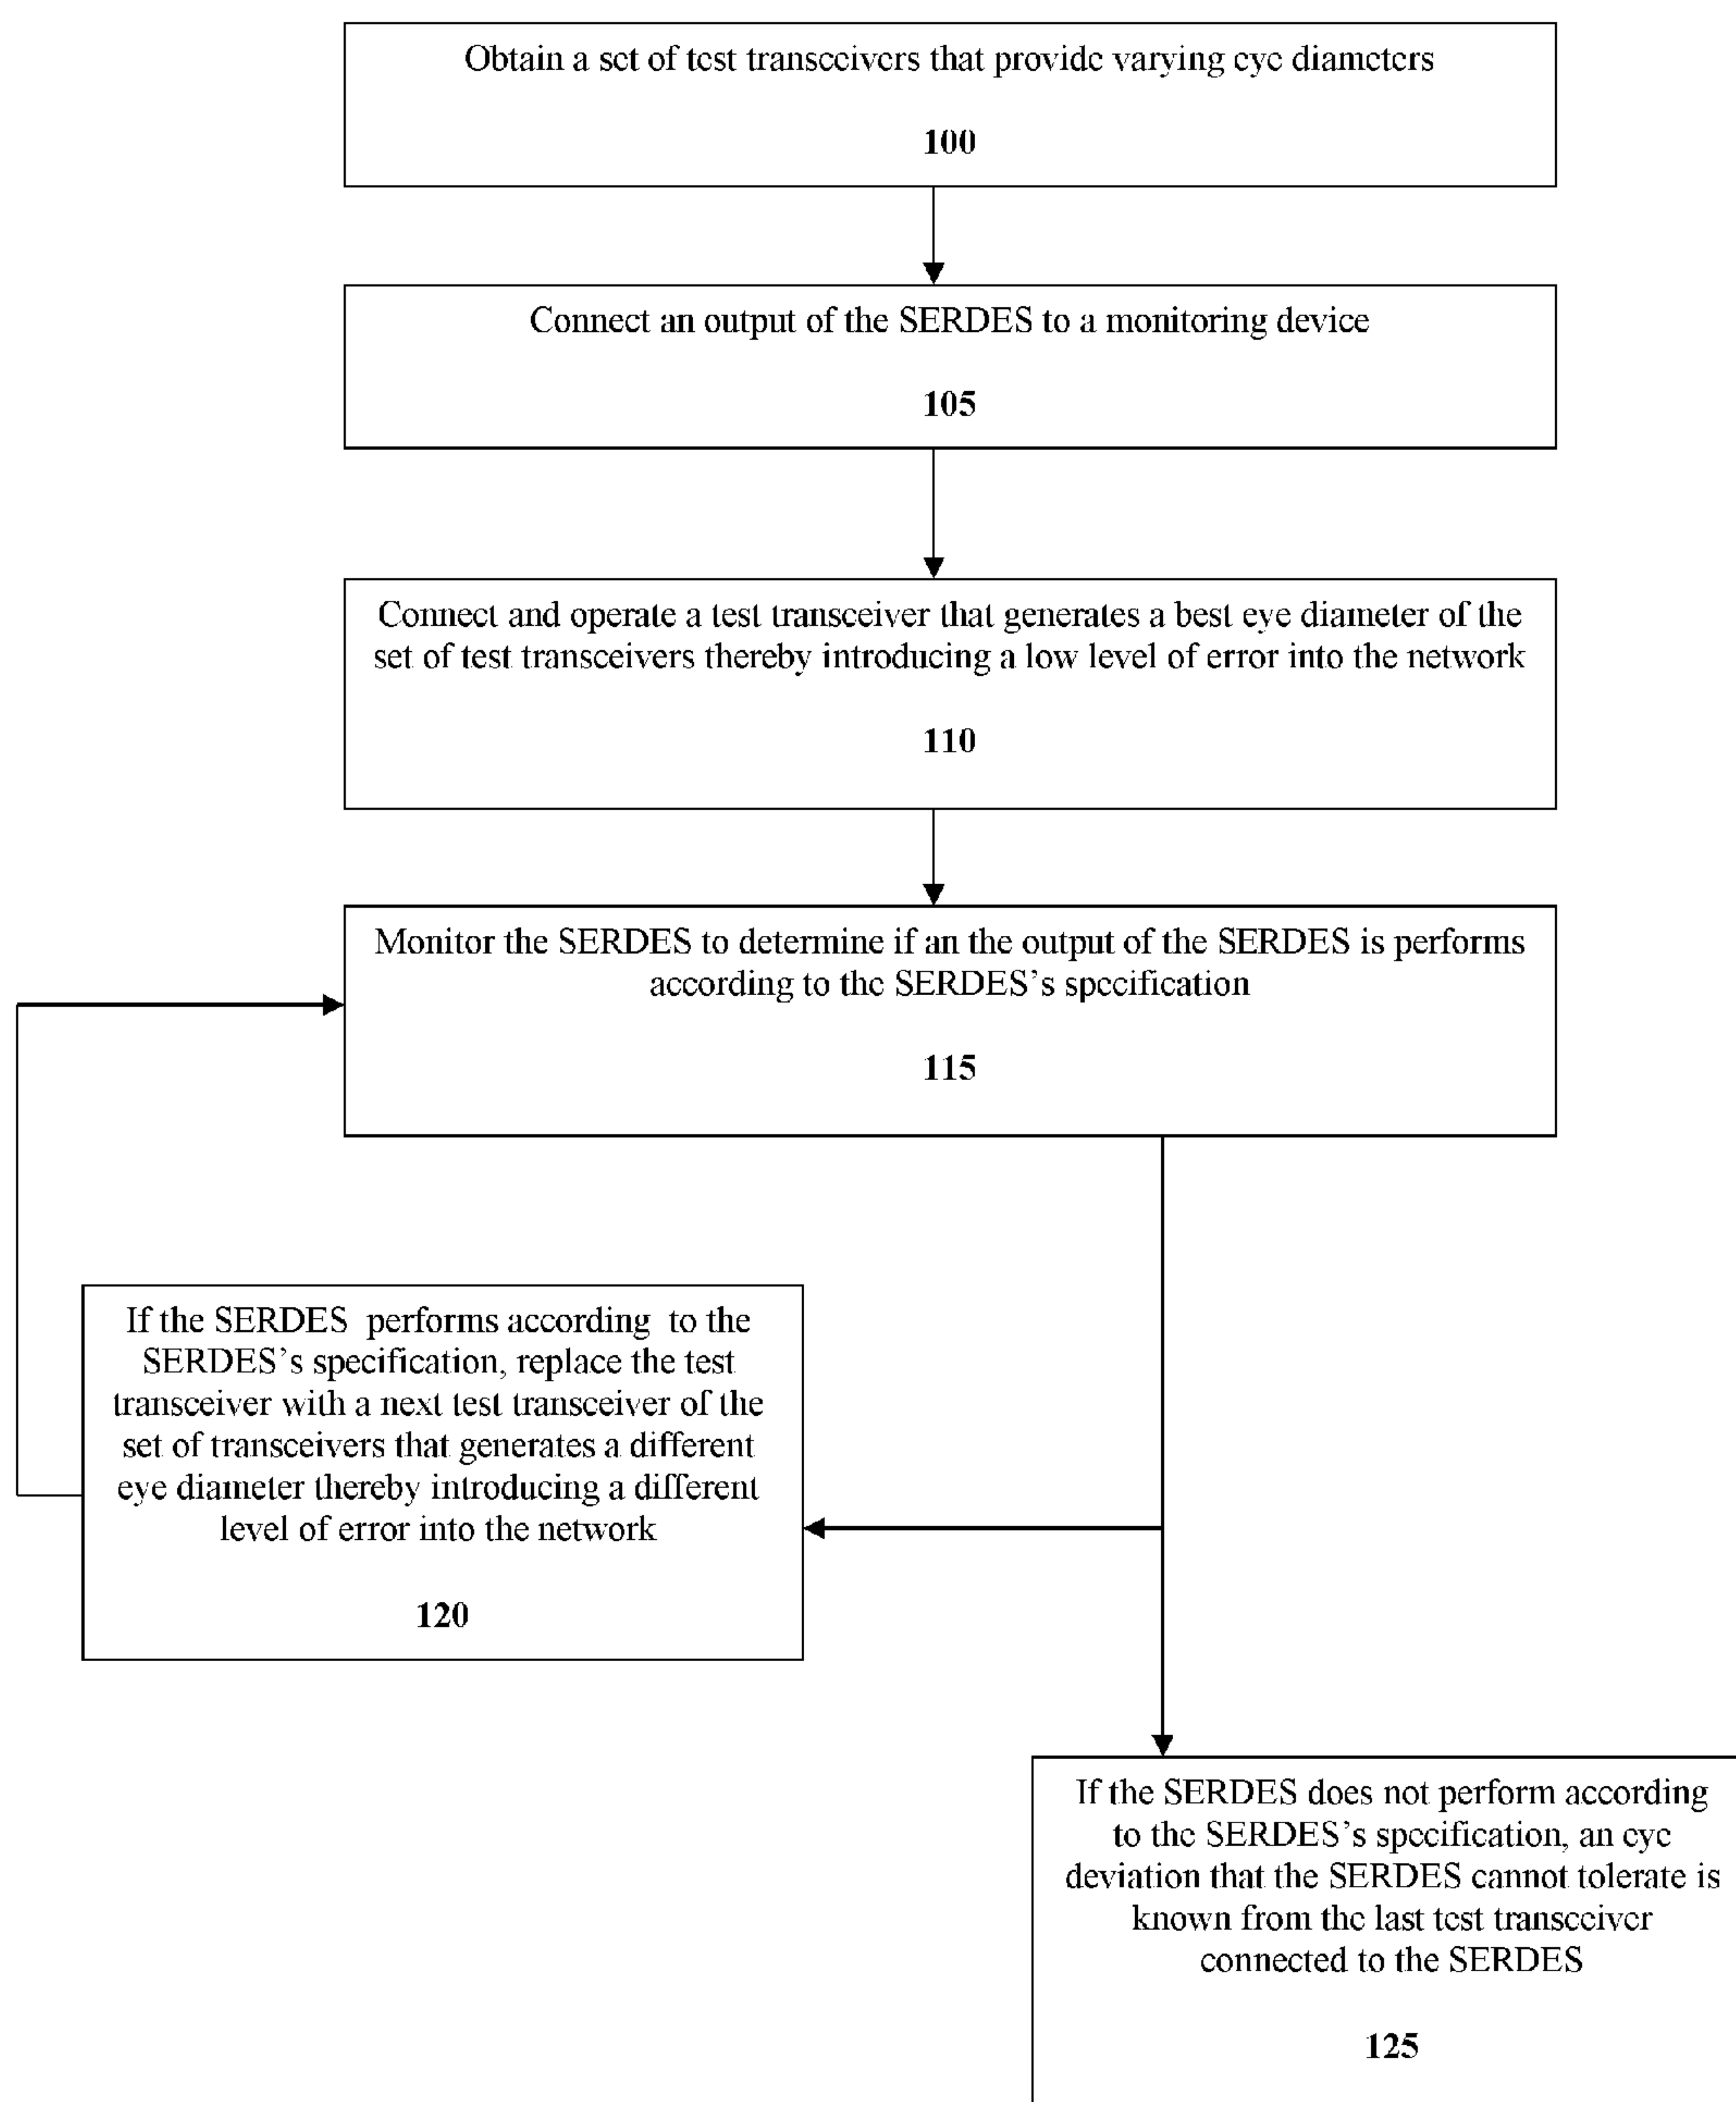 Obtain a set of test transceivers that provide varying eye diameters
100
Connect an output of the SERDES to a monitoring device
105
Connect and operate a test transceiver that generates a best eye diameter of the
set of test transceivers thereby introducing a low level of error into the network
110
Monitor the SERDES to determine if an the output of the SERDES is performs
according to the SERDES's specification
115
If the SERDES performs according to the
SERDES's specification, replace the test
transceiver with a next test transceiver of the
set of transceivers that generates a different
eye diameter thereby introducing a different
level of error into the network
120
If the SERDES does not perform according
to the SERDES's specification, an eye
deviation that the SERDES cannot tolerate is
known from the last test transceiver
connected to the SERDES
125